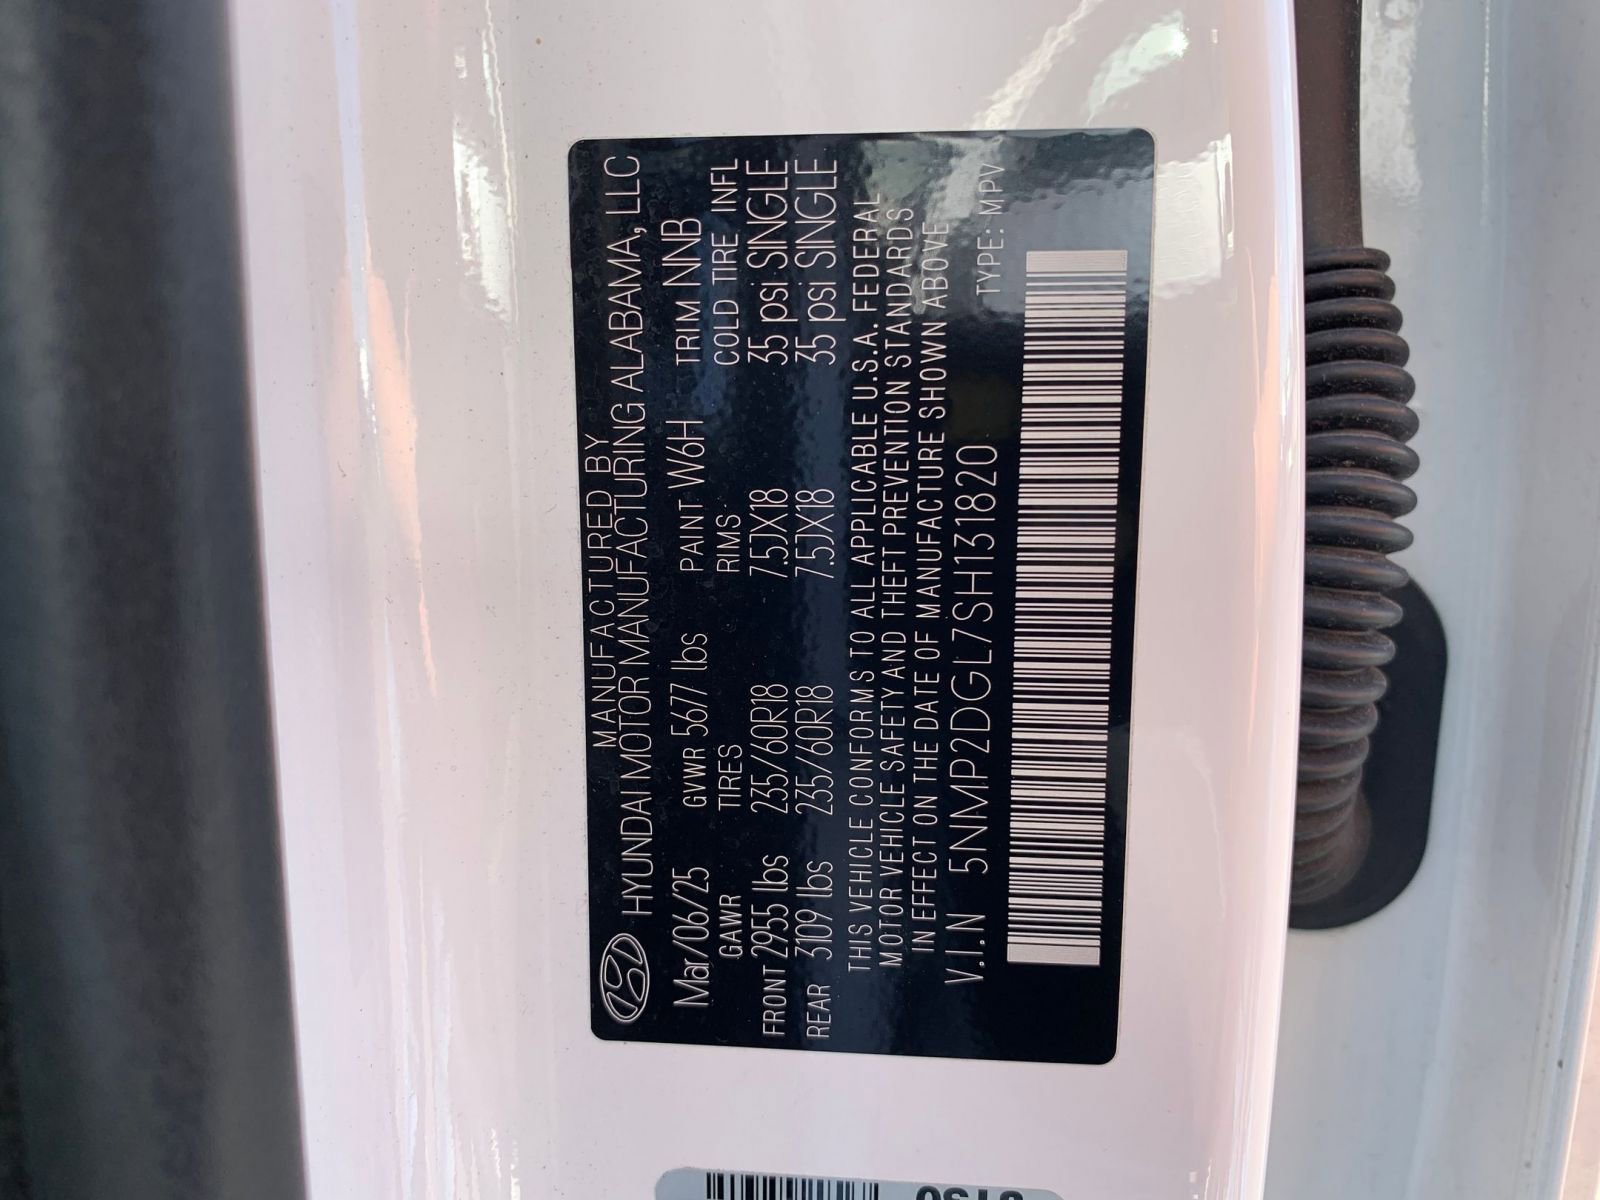 MANUFACTURED BY
HYUNDAI MOTOR MANUFACTURING ALABAMA, LLC
Mar/06/25 GVWR 5677 lbs PAINT W6H TRIM NNB
GAWR TIRES RIMS COLD TIRE INFL
FRONT 2955 lbs 235/60R18 7.5JX18 35 psi SINGLE
REAR 3109 lbs 235/60R18 7.5JX18 35 psi SINGLE
THIS VEHICLE CONFORMS TO ALL APPLICABLE U.S.A. FEDERAL
MOTOR VEHICLE SAFETY AND THEFT PREVENTION STANDARDS
IN EFFECT ON THE DATE OF MANUFACTURE SHOWN ABOVE
V.I.N 5NMP2DGL7SH131820 TYPE: MPV